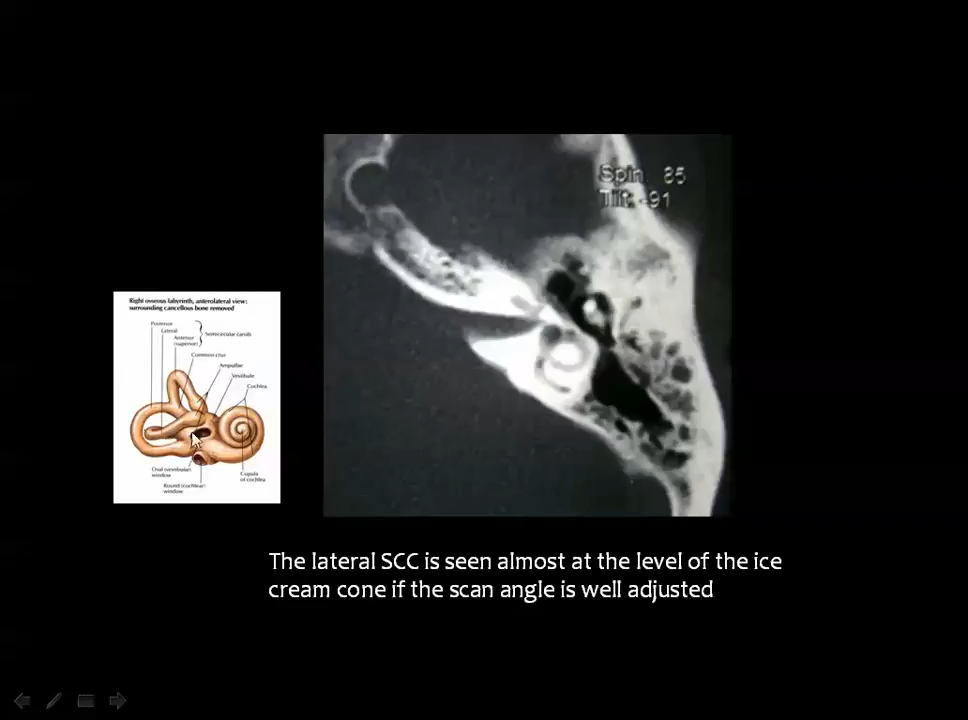 Spin   85
Tilt -91
Right osseous labyrinth, anterolateral view:
surrounding cancellous bone removed
Posterior
Lateral
Anterior
(superior)
Semicircular canals
Common crus
Ampullae
Vestibule
Cochlea
Oval (vestibular)
window
Round (cochlear)
window
Cupula
of cochlea
The lateral SCC is seen almost at the level of the ice
cream cone if the scan angle is well adjusted